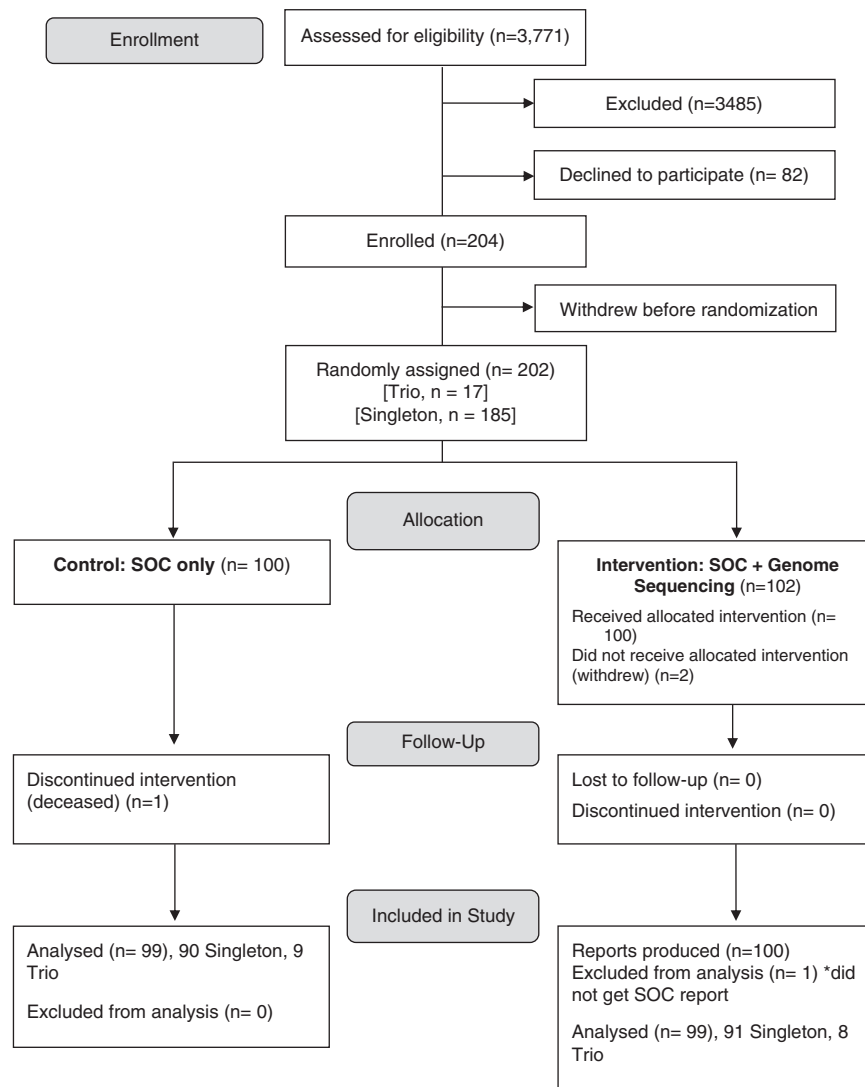 Enrollment
Assessed for eligibility (n=3,771)
Excluded (n=3485)
Declined to participate (n= 82)
Enrolled (n=204)
Withdrew before randomization
Randomly assigned (n= 202)
[Trio, n = 17]
[Singleton, n = 185]
Allocation
Control: SOC only (n= 100)
Intervention: SOC + Genome
Sequencing (n=102)
Received allocated intervention (n=
100)
Did not receive allocated intervention
(withdrew) (n=2)
Follow-Up
Discontinued intervention
(deceased) (n=1)
Lost to follow-up (n= 0)
Discontinued intervention (n= 0)
Included in Study
Analysed (n= 99), 90 Singleton, 9
Trio
Excluded from analysis (n= 0)
Reports produced (n=100)
Excluded from analysis (n= 1) *did
not get SOC report
Analysed (n= 99), 91 Singleton, 8
Trio